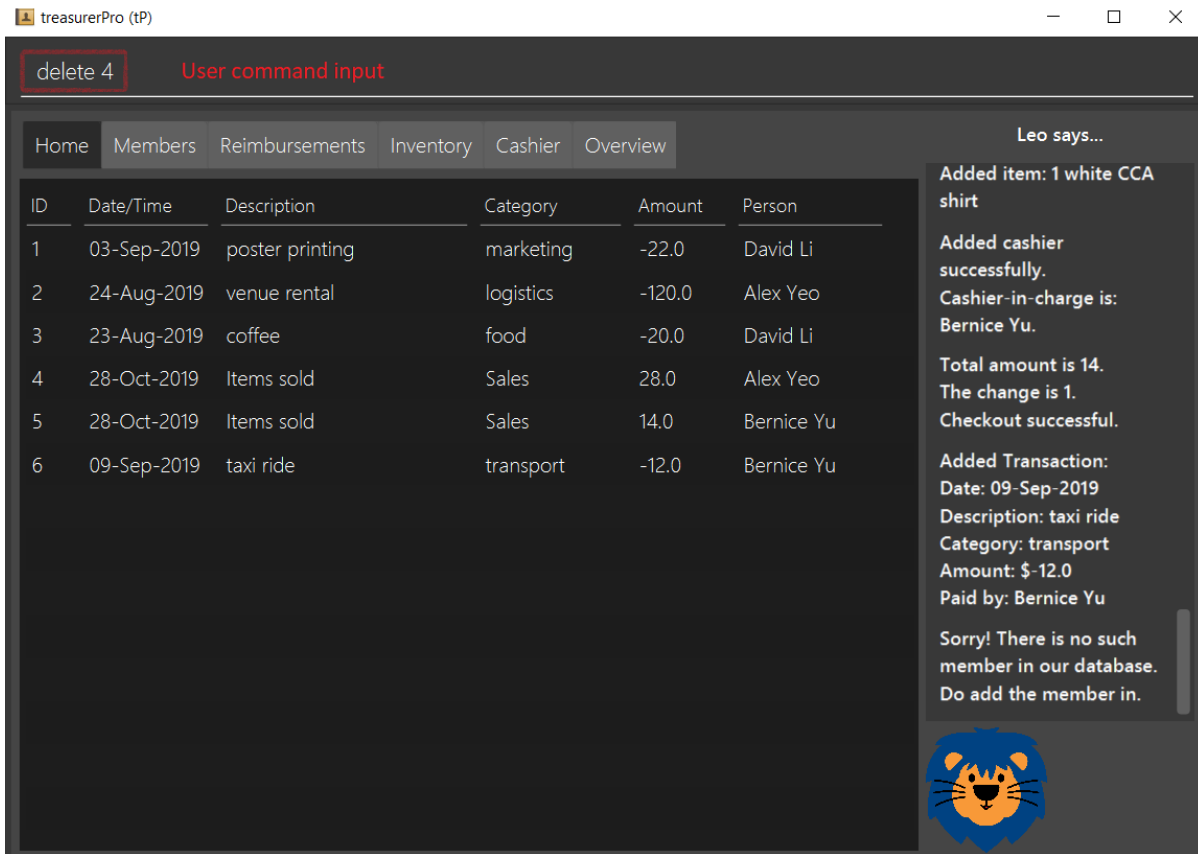 treasurerPro (tP)
delete 4 User command input
Home Members Reimbursements Inventory Cashier Overview
ID Date/Time Description Category Amount Person
1 03-Sep-2019 poster printing marketing -22.0 David Li
2 24-Aug-2019 venue rental logistics -120.0 Alex Yeo
3 23-Aug-2019 coffee food -20.0 David Li
4 28-Oct-2019 Items sold Sales 28.0 Alex Yeo
5 28-Oct-2019 Items sold Sales 14.0 Bernice Yu
6 09-Sep-2019 taxi ride transport -12.0 Bernice Yu
Leo says...
Added item: 1 white CCA
shirt
Added cashier
successfully.
Cashier-in-charge is:
Bernice Yu.
Total amount is 14.
The change is 1.
Checkout successful.
Added Transaction:
Date: 09-Sep-2019
Description: taxi ride
Category: transport
Amount: $-12.0
Paid by: Bernice Yu
Sorry! There is no such
member in our database.
Do add the member in.